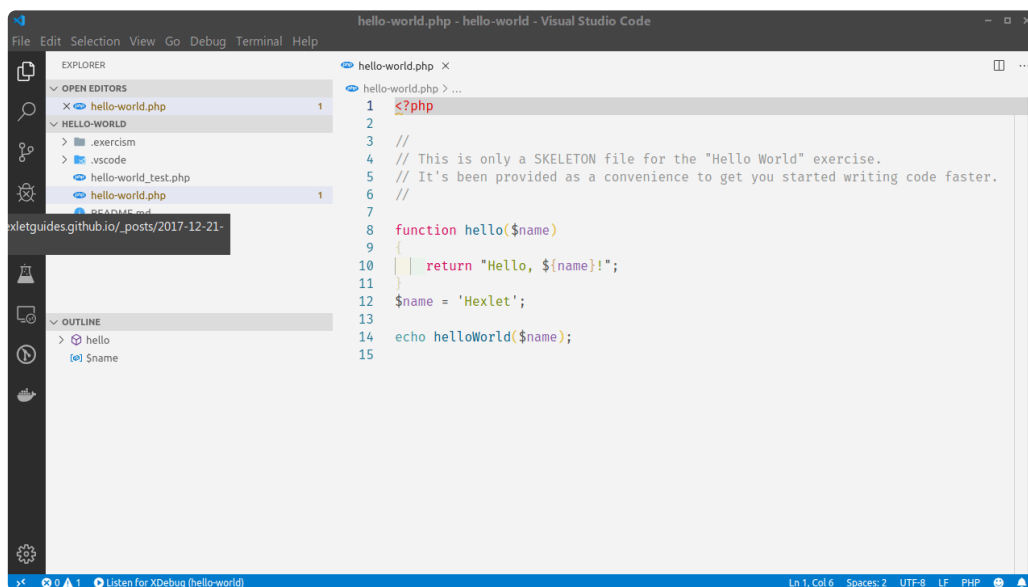 hello-world.php - hello-world - Visual Studio Code
File Edit Selection View Go Debug Terminal Help
EXPLORER
OPEN EDITORS
hello-world.php 1
HELLO-WORLD
.exercism
.vscode
hello-world_test.php
hello-world.php 1
README.md
exletguides.github.io/_posts/2017-12-21-
OUTLINE
hello
$name
hello-world.php
hello-world.php > ...
1 <?php
2
3 //
4 // This is only a SKELETON file for the "Hello World" exercise.
5 // It's been provided as a convenience to get you started writing code faster.
6 //
7
8 function hello($name)
9 {
10 return "Hello, ${name}!";
11 }
12 $name = 'Hexlet';
13
14 echo helloWorld($name);
15
0 1 Listen for XDebug (hello-world)
Ln 1, Col 6 Spaces: 2 UTF-8 LF PHP